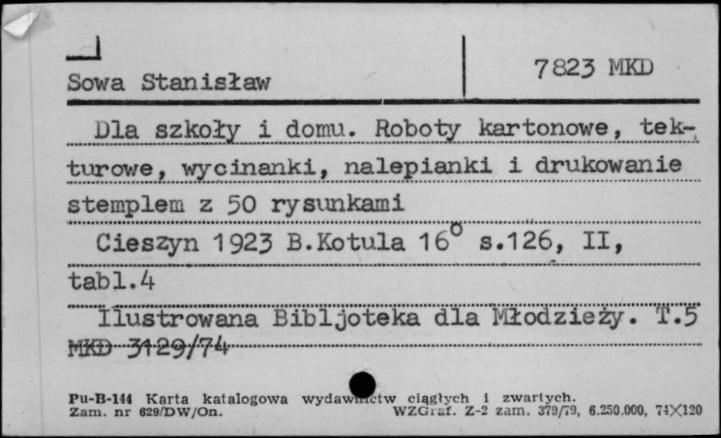 Sowa Stanisław
7823 MKD
Dla szkoły i domu. Roboty kartonowe, tek-
turowe, wycinanki, nalepianki i drukowanie
stemplem z 50 rysunkami
Cieszyn 1923 B.Kotula 16° s.126, II,
tabl.4
Ilustrowana Bibljoteka dla Młodzieży. T.5
MKD 3129/74
Pu-B-144 Karta katalogowa wydawnictw ciągłych i zwartych.
Zam. nr 629/DW/On. WZGraf. Z-2 zam. 379/79, 6.250.000, 74X120